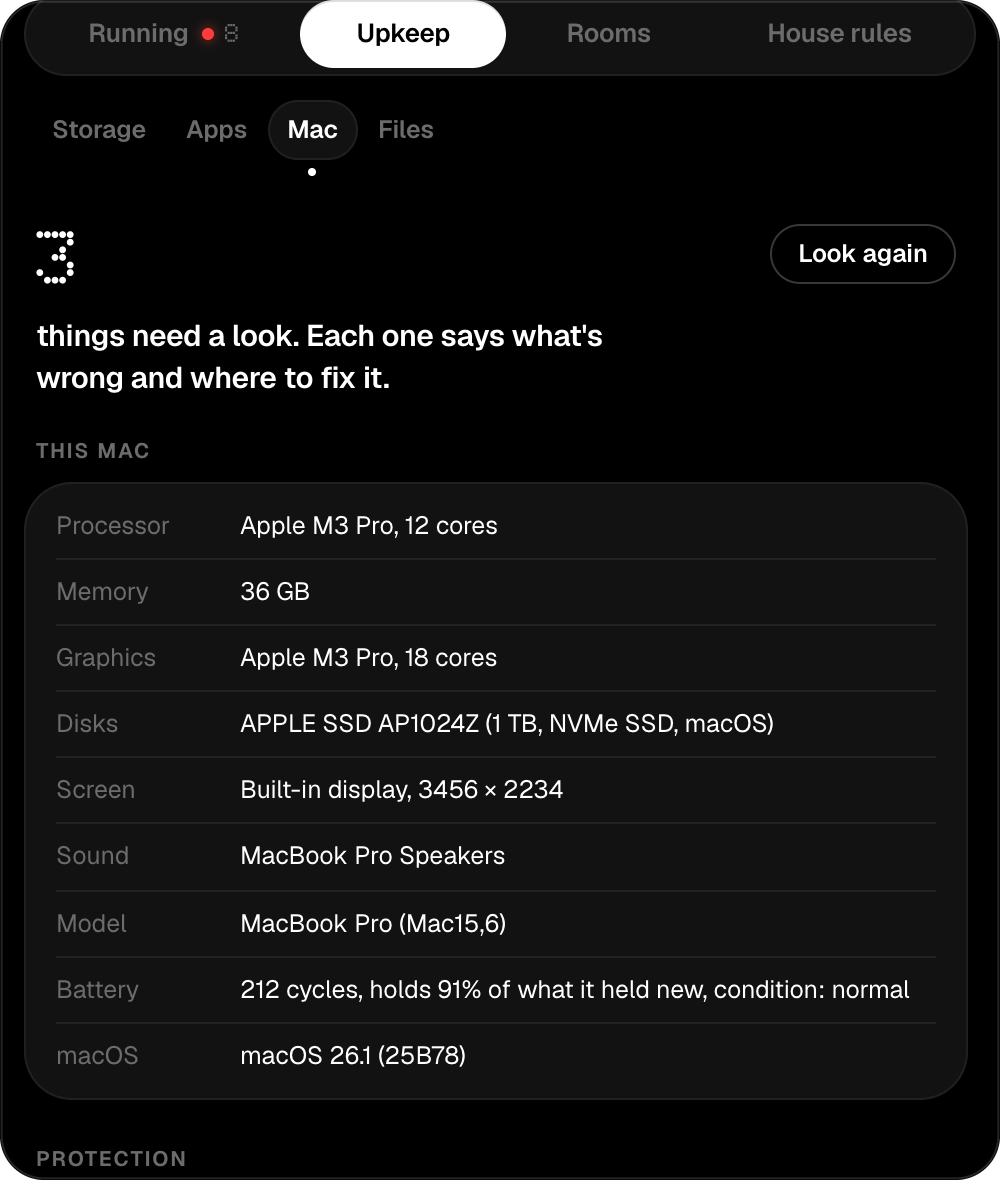 Running 8 Upkeep Rooms House rules
Storage Apps Mac Files
3
Look again
things need a look. Each one says what's
wrong and where to fix it.
THIS MAC
Processor Apple M3 Pro, 12 cores
Memory 36 GB
Graphics Apple M3 Pro, 18 cores
Disks APPLE SSD AP1024Z (1 TB, NVMe SSD, macOS)
Screen Built-in display, 3456 × 2234
Sound MacBook Pro Speakers
Model MacBook Pro (Mac15,6)
Battery 212 cycles, holds 91% of what it held new, condition: normal
macOS macOS 26.1 (25B78)
PROTECTION